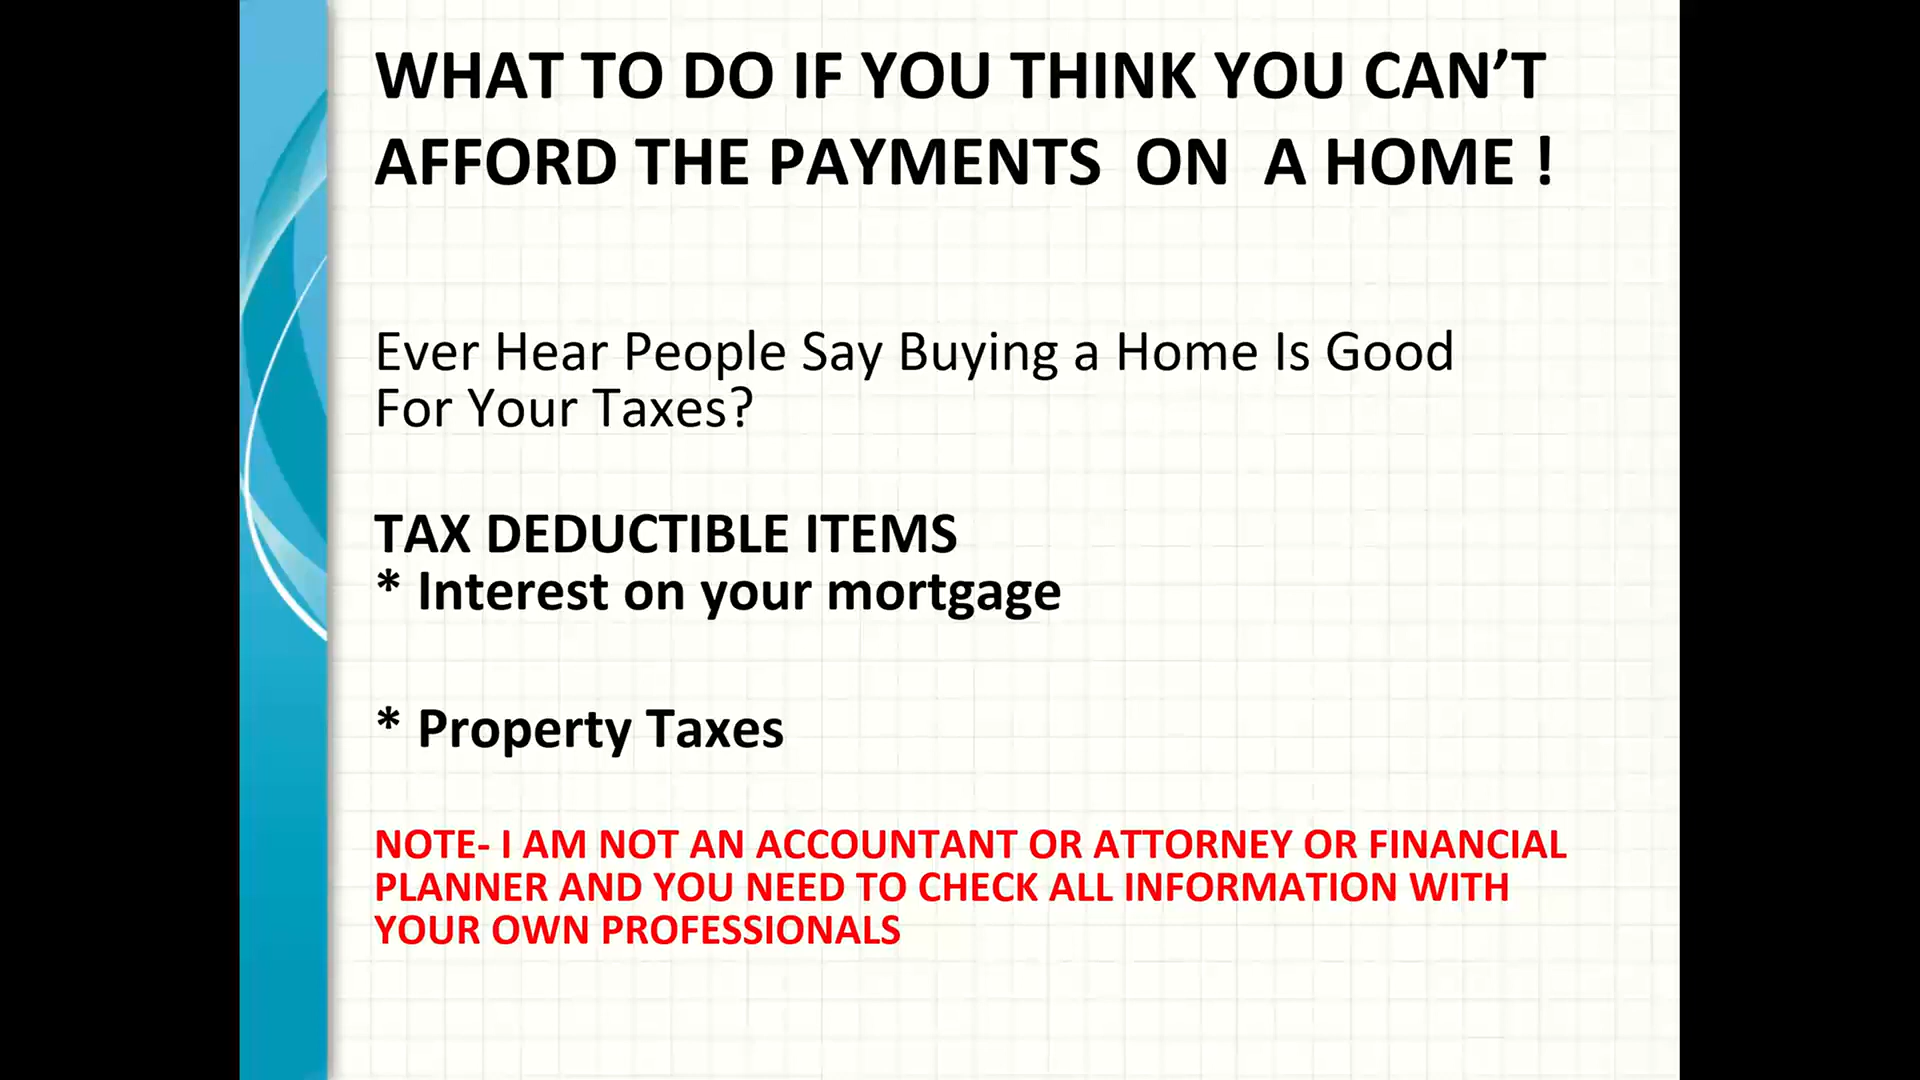 WHAT TO DO IF YOU THINK YOU CAN’T
AFFORD THE PAYMENTS ON A HOME !
Ever Hear People Say Buying a Home Is Good
For Your Taxes?
TAX DEDUCTIBLE ITEMS
* Interest on your mortgage
* Property Taxes
NOTE- I AM NOT AN ACCOUNTANT OR ATTORNEY OR FINANCIAL
PLANNER AND YOU NEED TO CHECK ALL INFORMATION WITH
YOUR OWN PROFESSIONALS